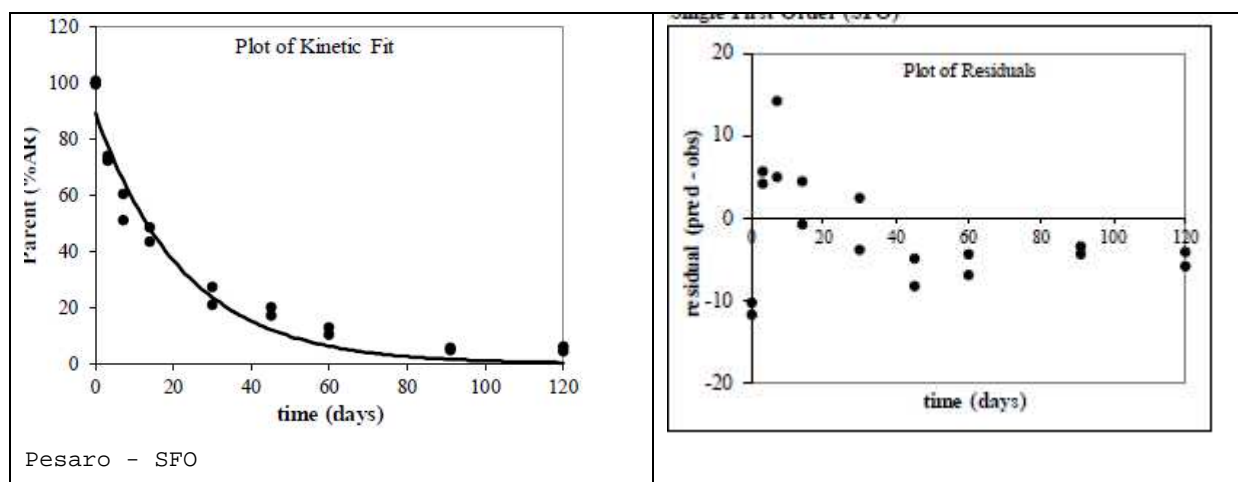 Plot of Kinetic Fit
120
100
80
60
40
20
0
Parent (%AR)
0 20 40 60 80 100 120
time (days)
Pesaro - SFO
Single First Order (SFO)
Plot of Residuals
20
10
0
-10
-20
residual (pred - obs)
0 20 40 60 80 100 120
time (days)